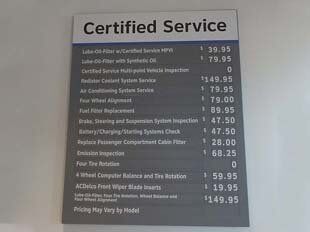 Certified Service
Lube-Oil-Filter w/Certified Service MPVI $ 39.95
Lube-Oil-Filter with Synthetic Oil $ 79.95
Certified Service Multi-point Vehicle Inspection 0
Radiator Coolant System Service $149.95
Air Conditioning System Service $ 79.95
Four Wheel Alignment $ 79.00
Fuel Filter Replacement $ 89.95
Brake, Steering and Suspension System Inspection $ 47.50
Battery/Charging/Starting Systems Check $ 47.50
Replace Passenger Compartment Cabin Filter $ 28.00
Emission Inspection $ 68.25
Four Tire Rotation 0
4 Wheel Computer Balance and Tire Rotation $ 59.95
ACDelco Front Wiper Blade Inserts $ 19.95
Lube-Oil-Filter, Four Tire Rotation, Wheel Balance and
Four Wheel Alignment $149.95
Pricing May Vary by Model